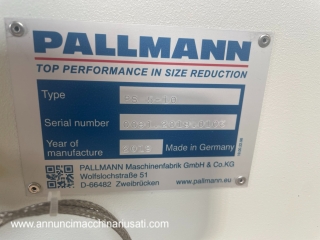 PALLMANN
TOP PERFORMANCE IN SIZE REDUCTION
Type
Serial number
Year of
manufacture
Made in Germany
PALLMANN Maschinenfabrik GmbH & Co.KG
Wolfslochstraße 51
D-66482 Zweibrücken
www.pallmann.eu
www.annuncimacchinariusati.com